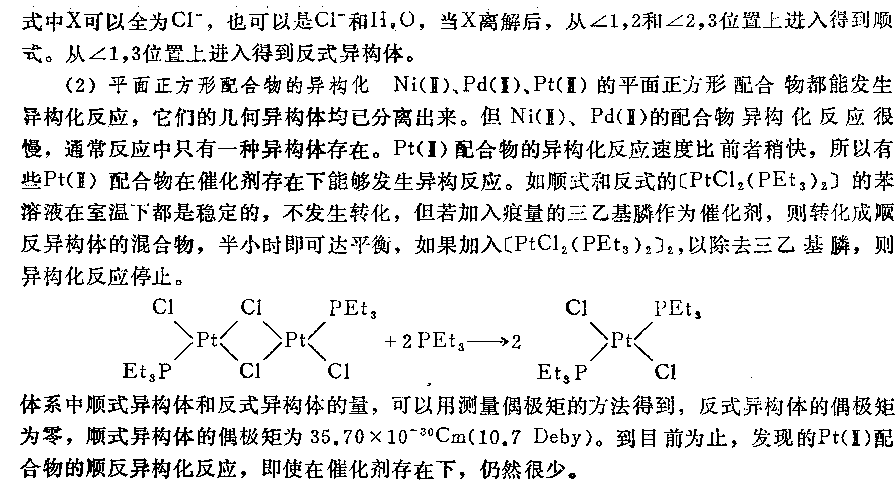 式中X可以全为Cl⁻，也可以是Cl⁻和H₂O，当X离解后，从∠1,2和∠2,3位置上进入得到顺
式。从∠1,3位置上进入得到反式异构体。
（2）平面正方形配合物的异构化 Ni(Ⅱ)、Pd(Ⅱ)、Pt(Ⅱ)的平面正方形配合物都能发生
异构化反应，它们的几何异构体均已分离出来。但Ni(Ⅱ)、Pd(Ⅱ)的配合物异构化反应很
慢，通常反应中只有一种异构体存在。Pt(Ⅱ)配合物的异构化反应速度比前者稍快，所以有
些Pt(Ⅱ)配合物在催化剂存在下能够发生异构反应。如顺式和反式的〔PtCl₂(PEt₃)₂〕的苯
溶液在室温下都是稳定的，不发生转化，但若加入痕量的三乙基膦作为催化剂，则转化成顺
反异构体的混合物，半小时即可达平衡，如果加入〔PtCl₂(PEt₃)₂〕₂,以除去三乙基膦，则
异构化反应停止。
Cl Cl PEt₃ Cl PEt₃
Pt Pt +2PEt₃⟶2 Pt
Et₃P Cl Cl Et₃P Cl
体系中顺式异构体和反式异构体的量，可以用测量偶极矩的方法得到，反式异构体的偶极矩
为零，顺式异构体的偶极矩为35.70×10⁻³⁰Cm(10.7 Deby)。到目前为止，发现的Pt(Ⅱ)配
合物的顺反异构化反应，即使在催化剂存在下，仍然很少。